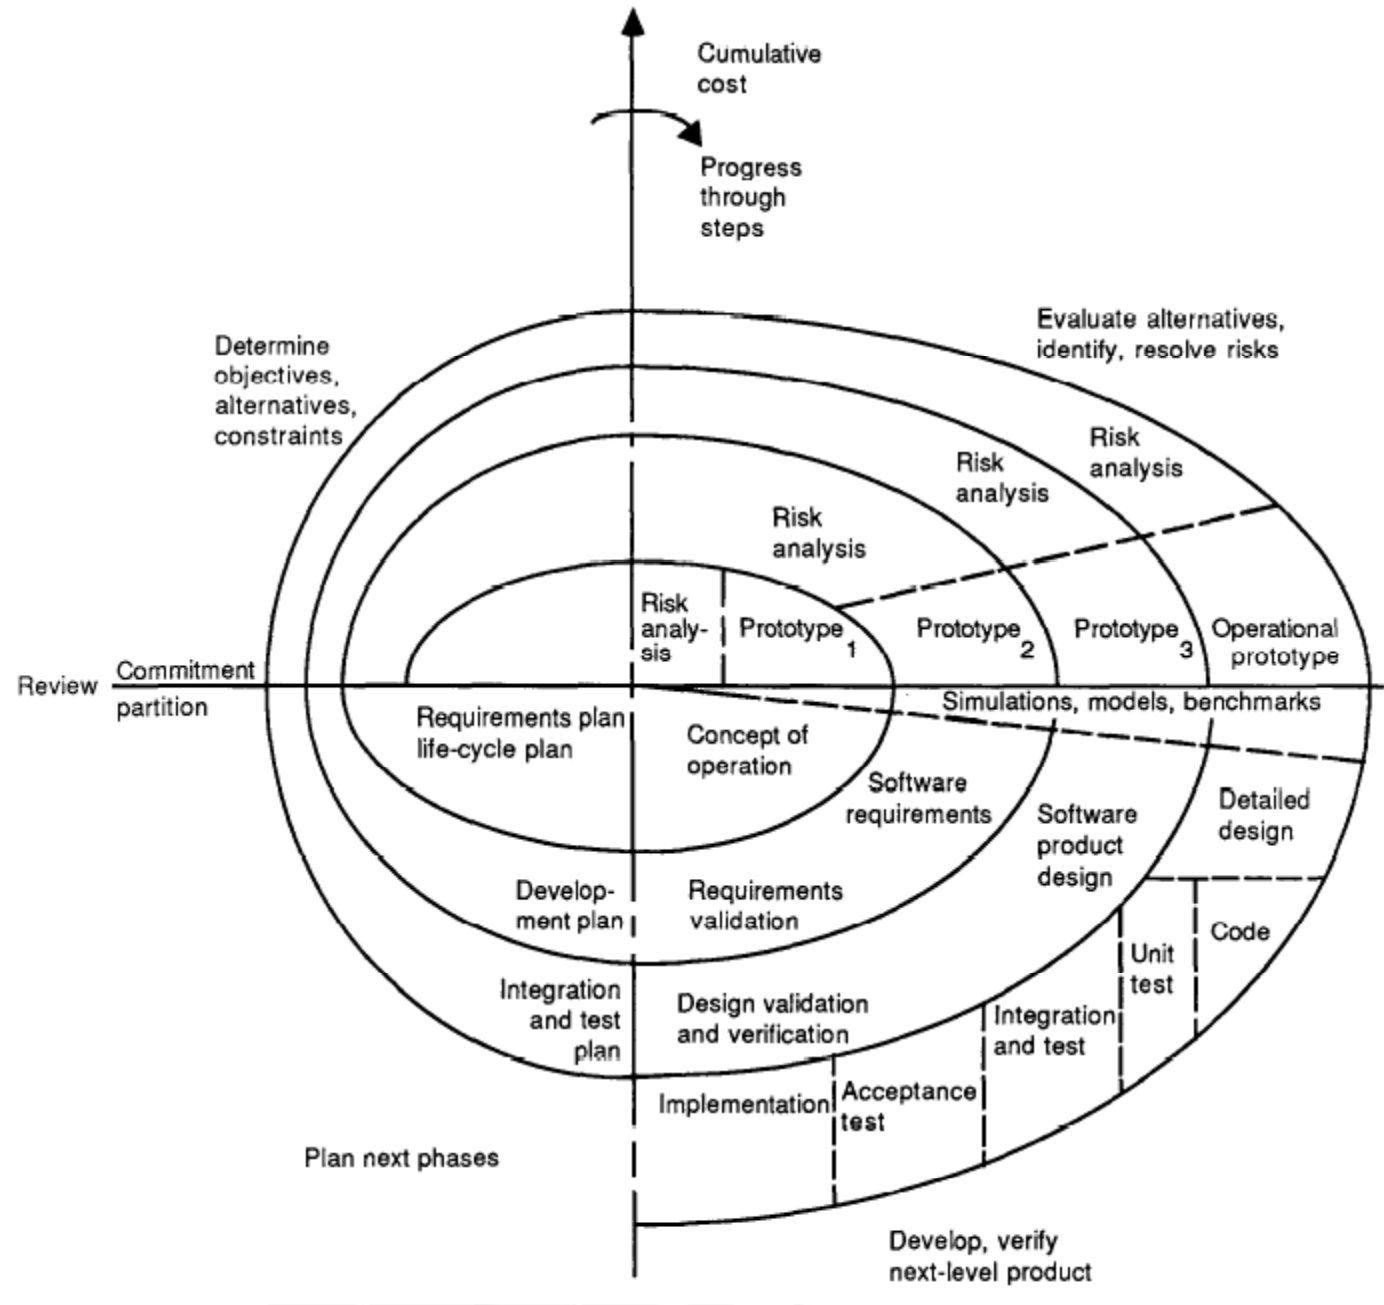 Cumulative
cost
Progress
through
steps
Evaluate alternatives,
identify, resolve risks
Determine
objectives,
alternatives,
constraints
Risk
analysis
Risk
analysis
Risk
analysis
Risk
analy-
sis
Prototype 1
Prototype 2
Prototype 3
Operational
prototype
Review
Commitment
partition
Simulations, models, benchmarks
Requirements plan
life-cycle plan
Concept of
operation
Software
requirements
Software
product
design
Detailed
design
Develop-
ment plan
Requirements
validation
Code
Unit
test
Integration
and test
plan
Design validation
and verification
Integration
and test
Acceptance
test
Implementation
Plan next phases
Develop, verify
next-level product